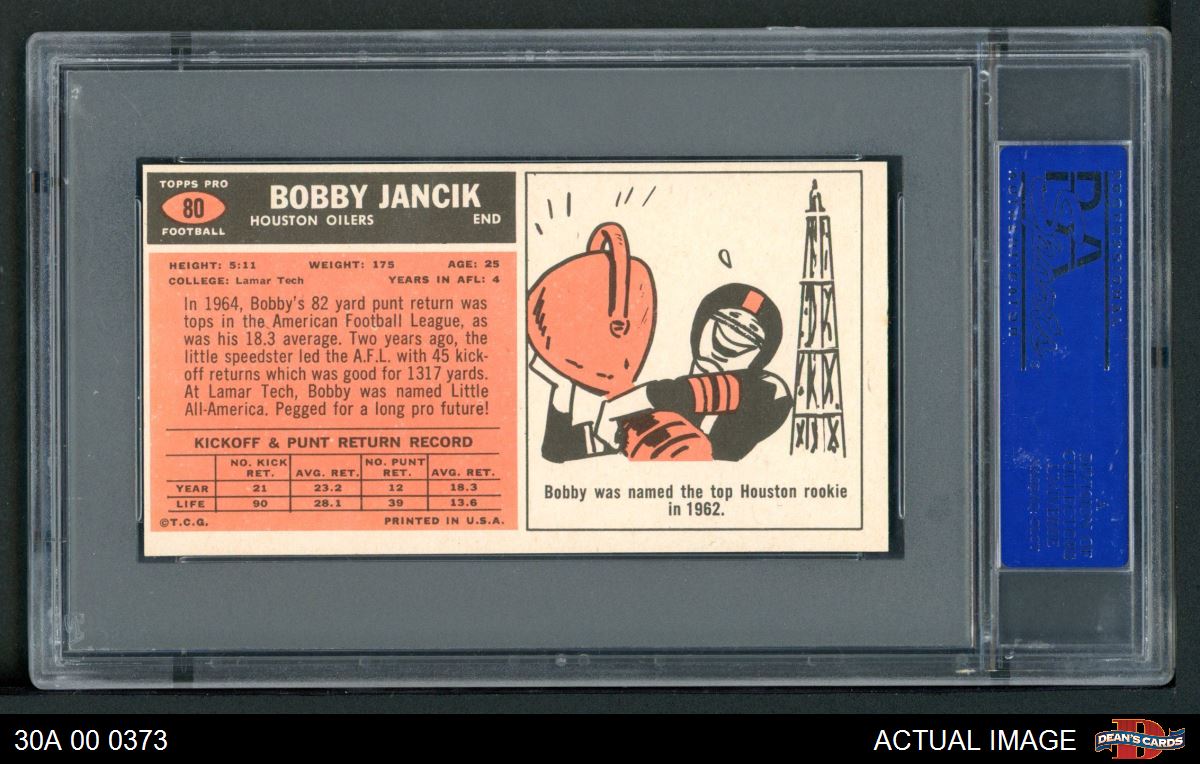 TOPPS PRO
80
FOOTBALL
BOBBY JANCIK
HOUSTON OILERS END
HEIGHT: 5:11 WEIGHT: 175 AGE: 25
COLLEGE: Lamar Tech YEARS IN AFL: 4
In 1964, Bobby's 82 yard punt return was
tops in the American Football League, as
was his 18.3 average. Two years ago, the
little speedster led the A.F.L. with 45 kick-
off returns which was good for 1317 yards.
At Lamar Tech, Bobby was named Little
All-America. Pegged for a long pro future!
KICKOFF & PUNT RETURN RECORD
NO. KICK RET. AVG. RET. NO. PUNT RET. AVG. RET.
YEAR 21 23.2 12 18.3
LIFE 90 28.1 39 13.6
©T.C.G. PRINTED IN U.S.A.
Bobby was named the top Houston rookie
in 1962.
PSA
30A 00 0373
ACTUAL IMAGE
DEAN'S CARDS